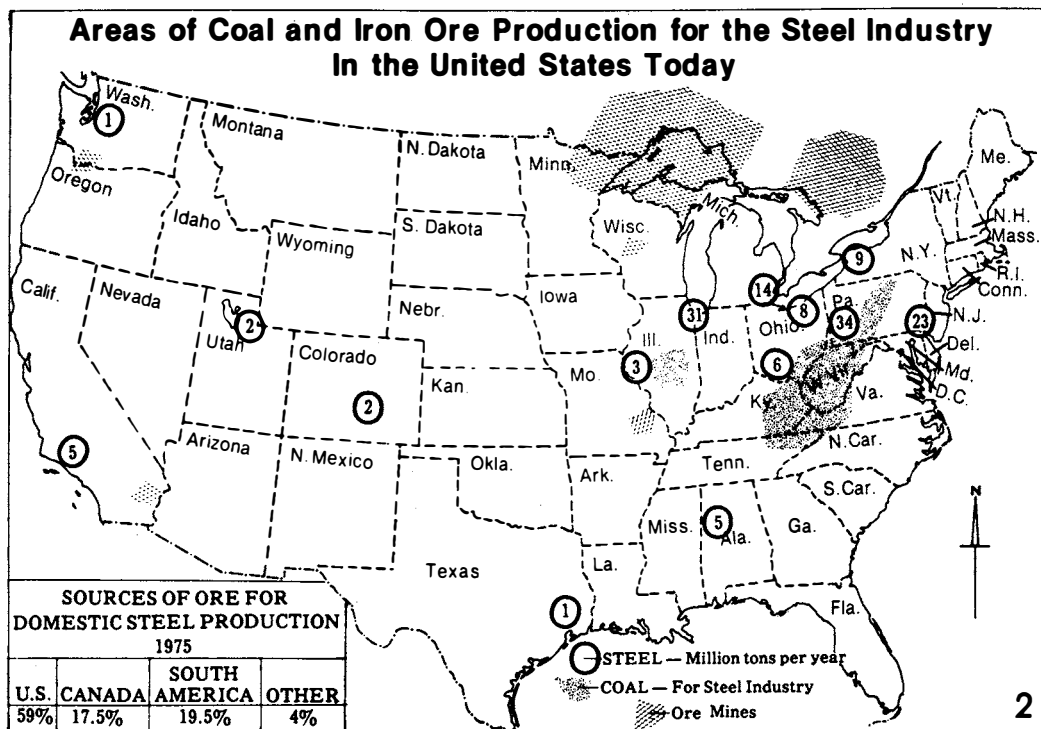 Areas of Coal and Iron Ore Production for the Steel Industry
In the United States Today
Wash.
1
Montana
N. Dakota
Minn.
Me.
Oregon
Idaho
S. Dakota
Wisc.
Mich.
Vt.
N.H.
Mass.
Wyoming
N.Y.
9
R.I.
Conn.
Calif.
Nevada
2
Utah
Nebr.
Iowa
14
31
8
Pa.
34
23
N.J.
Ill.
Ind.
Ohio.
Colorado
2
Kan.
Mo.
3
6
Del.
Md.
D.C.
W. Va.
Ky.
Va.
5
Arizona
N. Mexico
Okla.
Ark.
Tenn.
N. Car.
S. Car.
Miss.
5
Ala.
Ga.
N
Texas
La.
Fla.
1
SOURCES OF ORE FOR
DOMESTIC STEEL PRODUCTION
1975
U.S. CANADA SOUTH AMERICA OTHER
59% 17.5% 19.5% 4%
STEEL — Million tons per year
COAL — For Steel Industry
Ore Mines
2